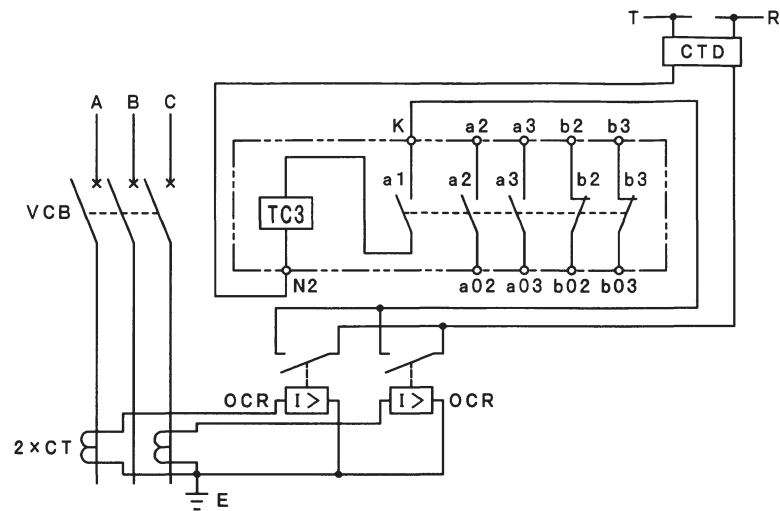 T R
CTD
A B C
K a2 a3 b2 b3
a1 a2 a3 b2 b3
VCB
TC3
N2 a02 a03 b02 b03
OCR I> I> OCR
2×CT
E